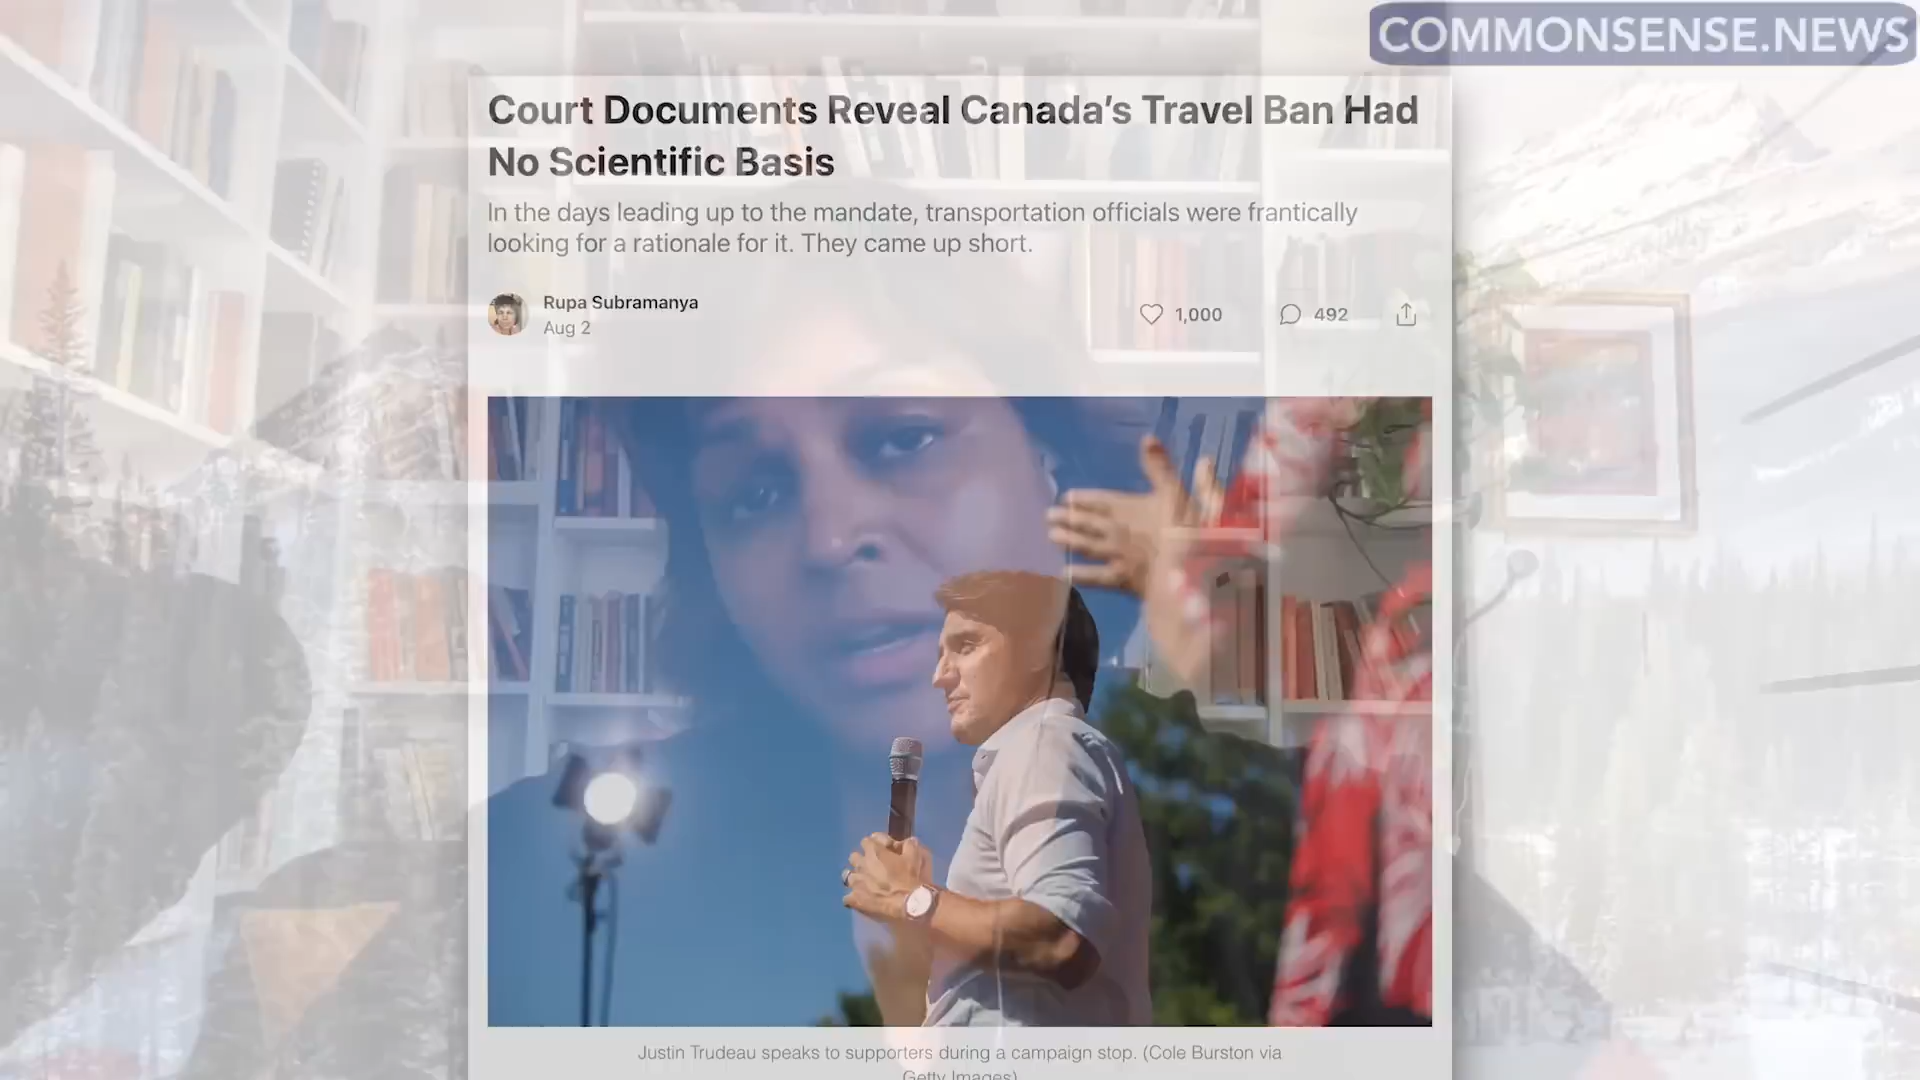 COMMONSENSE.NEWS
Court Documents Reveal Canada's Travel Ban Had
No Scientific Basis
In the days leading up to the mandate, transportation officials were frantically
looking for a rationale for it. They came up short.
Rupa Subramanya
Aug 2
1,000
492
Justin Trudeau speaks to supporters during a campaign stop. (Cole Burston via
Getty Images)